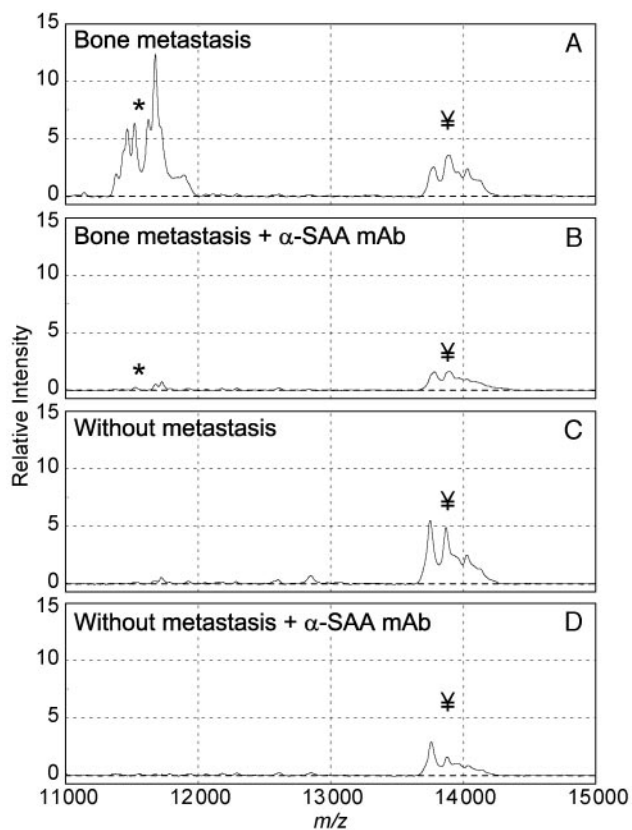 15
Bone metastasis
A
10
*
¥
5
0
15
Bone metastasis + α-SAA mAb
B
10
5
*
¥
0
Relative Intensity
15
Without metastasis
C
10
¥
5
0
15
Without metastasis + α-SAA mAb
D
10
¥
5
0
11000 12000 13000 14000 15000
m/z